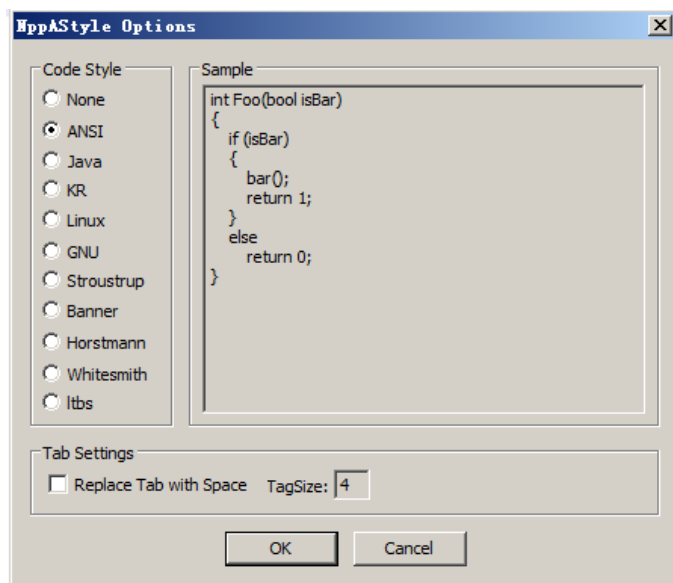 NppAStyle Options
Code Style
None
ANSI
Java
KR
Linux
GNU
Stroustrup
Banner
Horstmann
Whitesmith
ltbs
Sample
int Foo(bool isBar)
{
if (isBar)
{
bar();
return 1;
}
else
return 0;
}
Tab Settings
Replace Tab with Space TagSize: 4
OK Cancel